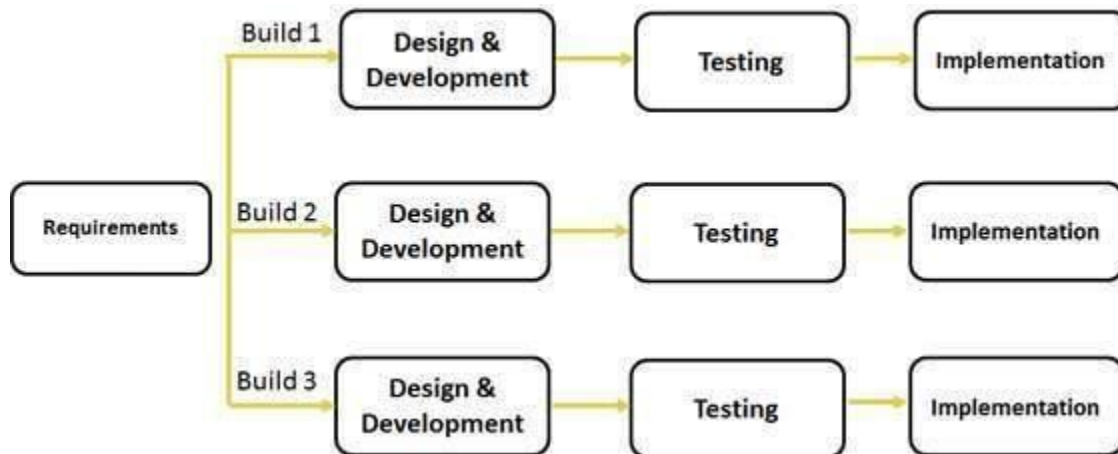 Build 1
Design &
Development
Testing
Implementation
Requirements
Build 2
Design &
Development
Testing
Implementation
Build 3
Design &
Development
Testing
Implementation